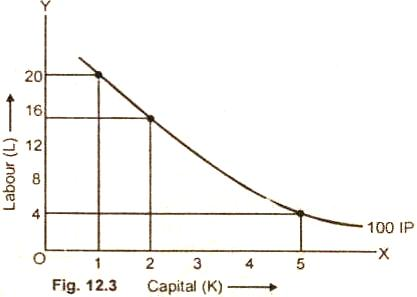 Y
20
16
12
8
4
Labour (L)
O
1 2 3 4 5
X
100 IP
Fig. 12.3 Capital (K)